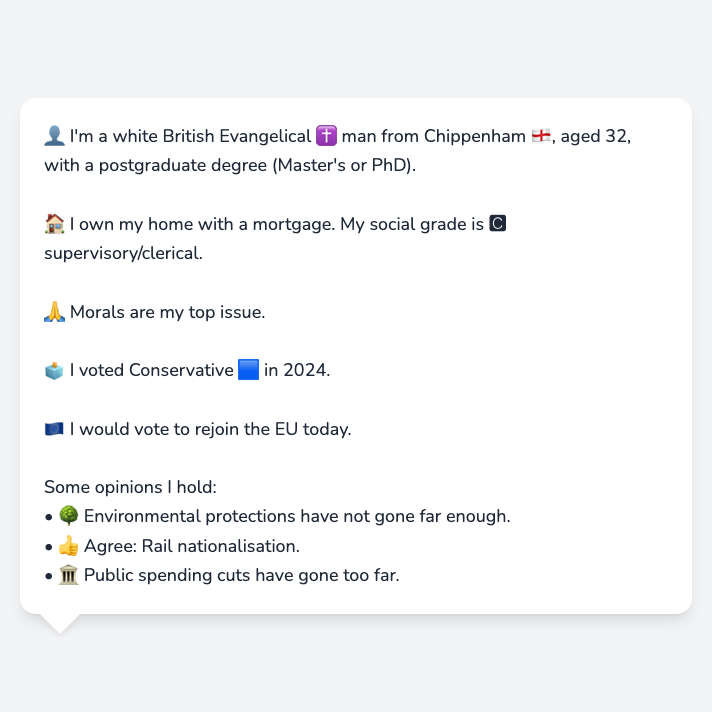 👤 I'm a white British Evangelical ✝️ man from Chippenham 🏴󠁧󠁢󠁥󠁮󠁧󠁿, aged 32,
with a postgraduate degree (Master's or PhD).
🏠 I own my home with a mortgage. My social grade is 🅲
supervisory/clerical.
🙏 Morals are my top issue.
🗳️ I voted Conservative 🟦 in 2024.
🇪🇺 I would vote to rejoin the EU today.
Some opinions I hold:
• 🌳 Environmental protections have not gone far enough.
• 👍 Agree: Rail nationalisation.
• 🏛️ Public spending cuts have gone too far.